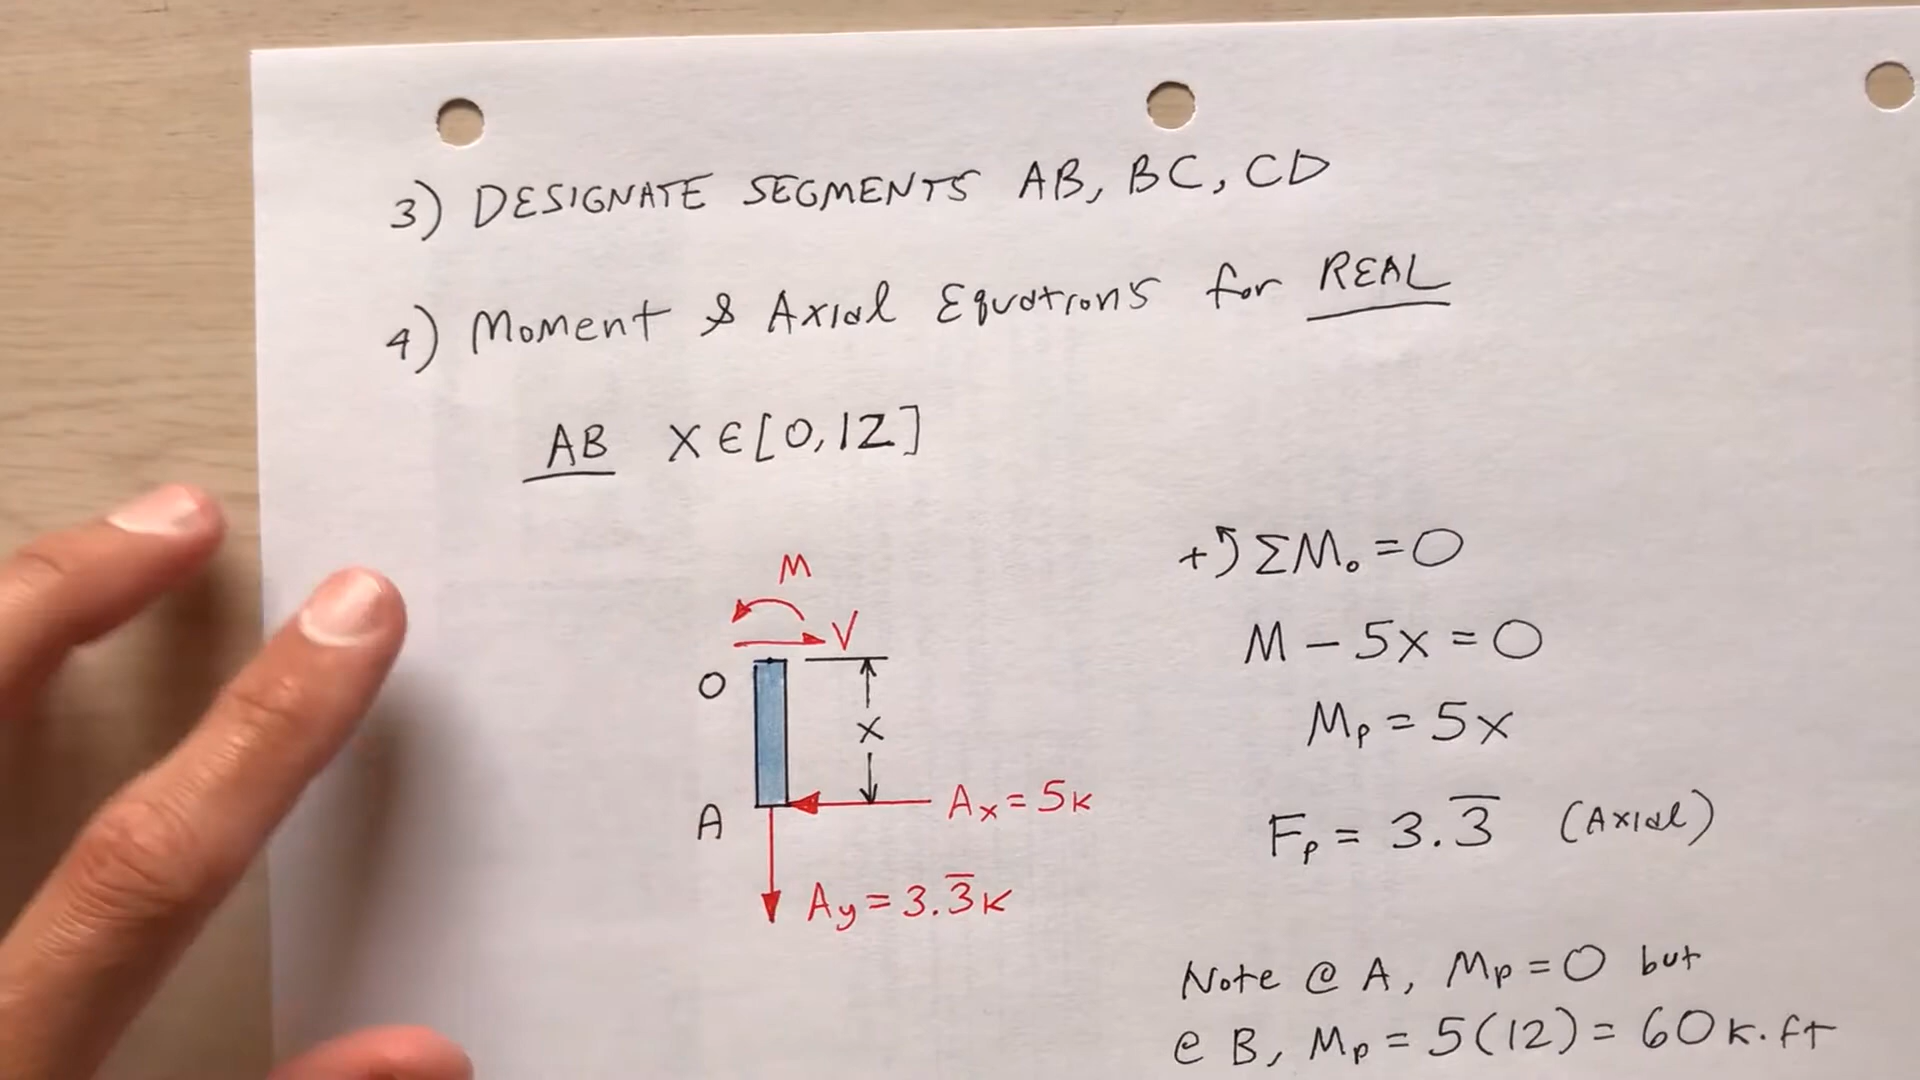 3) DESIGNATE SEGMENTS AB, BC, CD
4) Moment & Axial Equations for REAL
AB X ∈ [0,12]
+↺ ΣM₀ = 0
M
V
M - 5x = 0
O
x
Mₚ = 5x
Ax = 5K
A
Fₚ = 3.3̅ (Axial)
Ay = 3.3̅K
Note @ A, Mₚ = 0 but
@ B, Mₚ = 5(12) = 60 K.ft